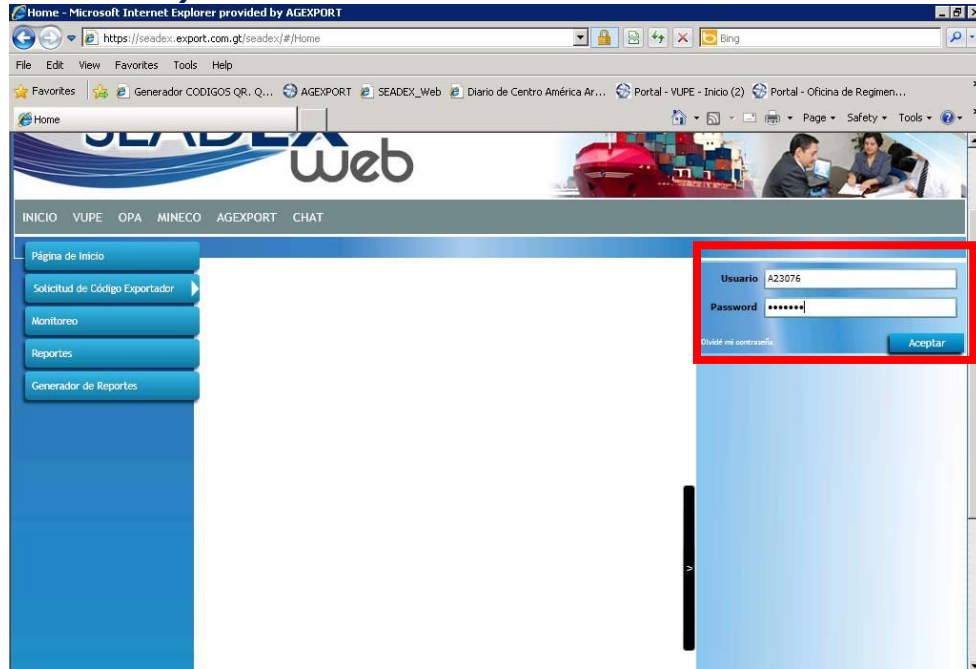 Home - Microsoft Internet Explorer provided by AGEXPORT
https://seadex.export.com.gt/seadex/#/Home
Bing
File Edit View Favorites Tools Help
Favorites Generador CODIGOS QR. Q... AGEXPORT SEADEX_Web Diario de Centro América Ar... Portal - VUPE - Inicio (2) Portal - Oficina de Regimen...
Home Page Safety Tools
SEADEX
Web
INICIO VUPE OPA MINECO AGEXPORT CHAT
Página de Inicio
Solicitud de Código Exportador
Monitoreo
Reportes
Generador de Reportes
Usuario A23076
Password •••••••
Olvidé mi contraseña Aceptar
>